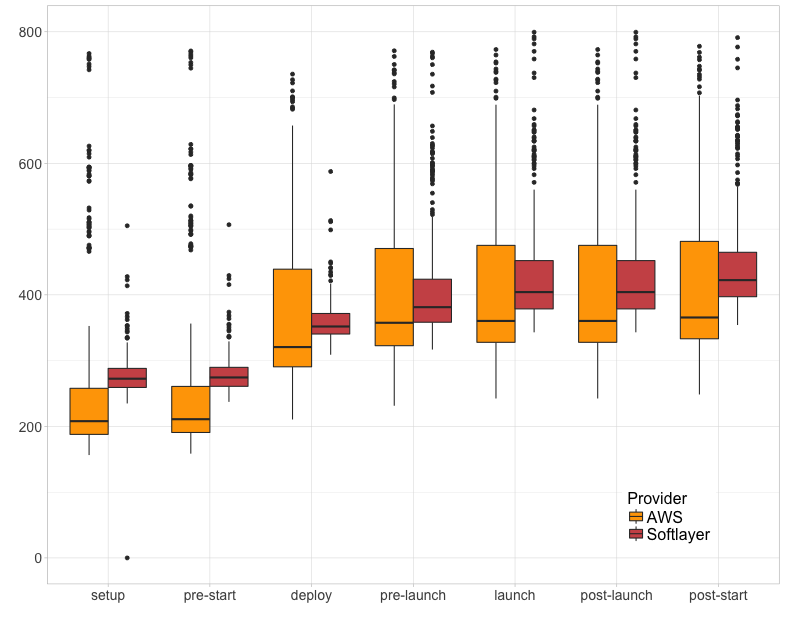 800
600
400
200
0
Provider
AWS
Softlayer
setup pre-start deploy pre-launch launch post-launch post-start